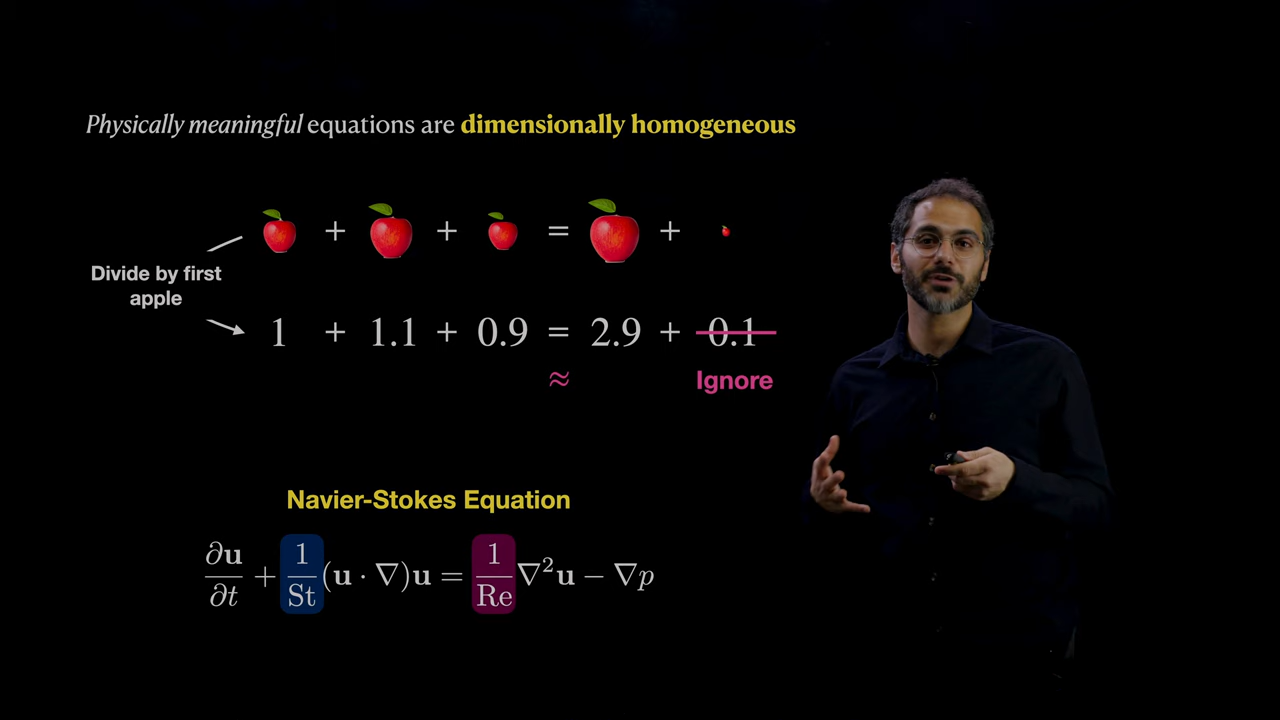 Physically meaningful equations are dimensionally homogeneous
+ + = +
Divide by first
apple
1 + 1.1 + 0.9 = 2.9 + 0.1
≈ Ignore
Navier-Stokes Equation
∂u/∂t + 1/St (u · ∇)u = 1/Re ∇²u − ∇p